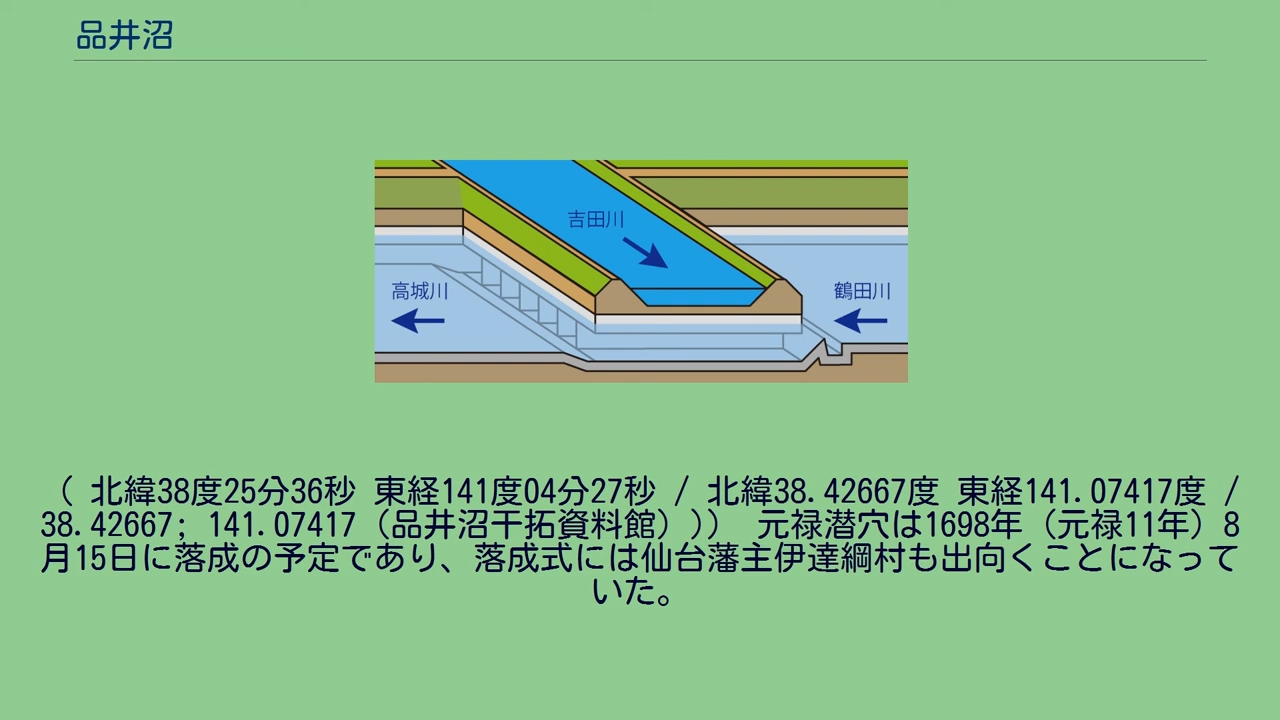 品井沼
吉田川
高城川
鶴田川
（ 北緯38度25分36秒 東経141度04分27秒 / 北緯38.42667度 東経141.07417度 /
38.42667; 141.07417（品井沼干拓資料館）)） 元禄潜穴は1698年（元禄11年）8
月15日に落成の予定であり、落成式には仙台藩主伊達綱村も出向くことになって
いた。